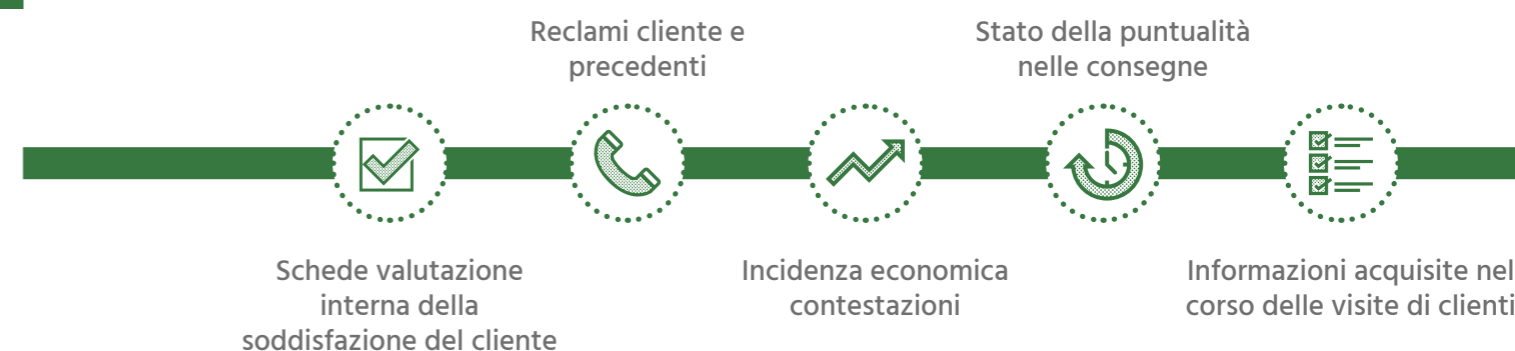 Reclami cliente e
precedenti
Stato della puntualità
nelle consegne
Schede valutazione
interna della
soddisfazione del cliente
Incidenza economica
contestazioni
Informazioni acquisite nel
corso delle visite di clienti